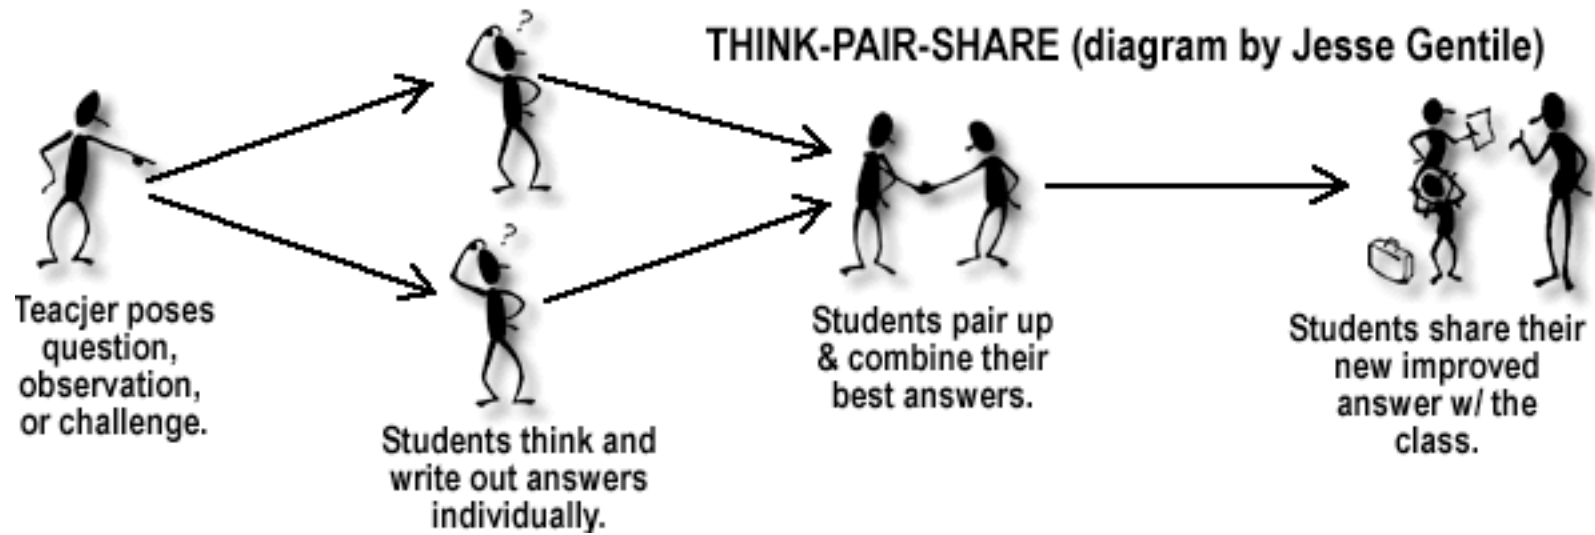 THINK-PAIR-SHARE (diagram by Jesse Gentile)
?
?
Teacjer poses
question,
observation,
or challenge.
Students think and
write out answers
individually.
Students pair up
& combine their
best answers.
Students share their
new improved
answer w/ the
class.